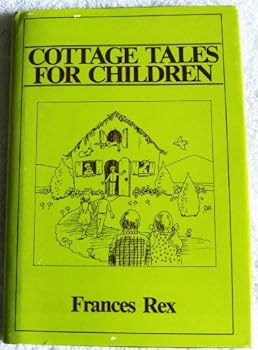 COTTAGE TALES
FOR CHILDREN
Frances Rex